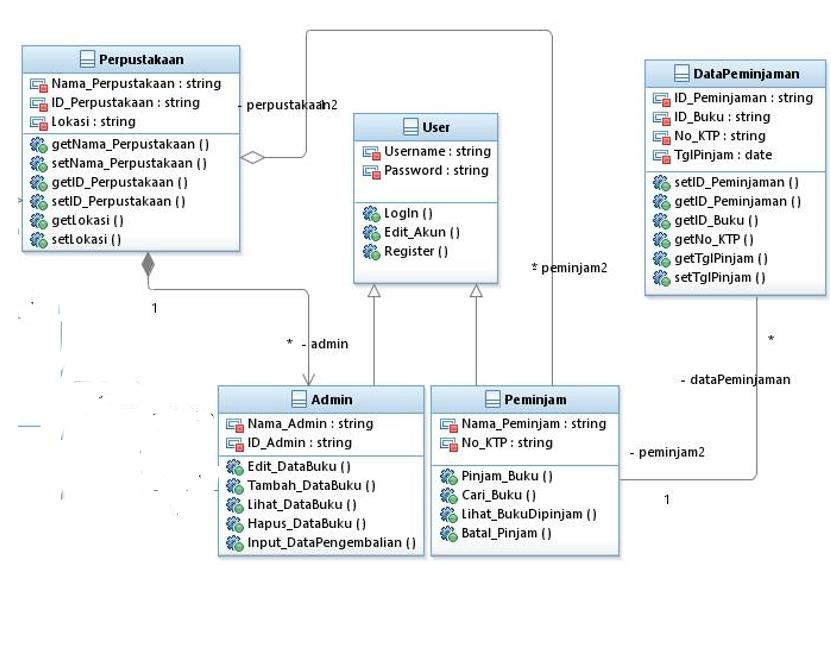 Perpustakaan
Nama_Perpustakaan : string
ID_Perpustakaan : string
Lokasi : string
getNama_Perpustakaan ( )
setNama_Perpustakaan ( )
getID_Perpustakaan ( )
setID_Perpustakaan ( )
getLokasi ( )
setLokasi ( )
- perpustakaan2
User
Username : string
Password : string
LogIn ( )
Edit_Akun ( )
Register ( )
DataPeminjaman
ID_Peminjaman : string
ID_Buku : string
No_KTP : string
TglPinjam : date
setID_Peminjaman ( )
getID_Peminjaman ( )
getID_Buku ( )
getNo_KTP ( )
getTglPinjam ( )
setTglPinjam ( )
* peminjam2
1
* - admin
*
- dataPeminjaman
Admin
Nama_Admin : string
ID_Admin : string
Edit_DataBuku ( )
Tambah_DataBuku ( )
Lihat_DataBuku ( )
Hapus_DataBuku ( )
Input_DataPengembalian ( )
Peminjam
Nama_Peminjam : string
No_KTP : string
Pinjam_Buku ( )
Cari_Buku ( )
Lihat_BukuDipinjam ( )
Batal_Pinjam ( )
- peminjam2
1